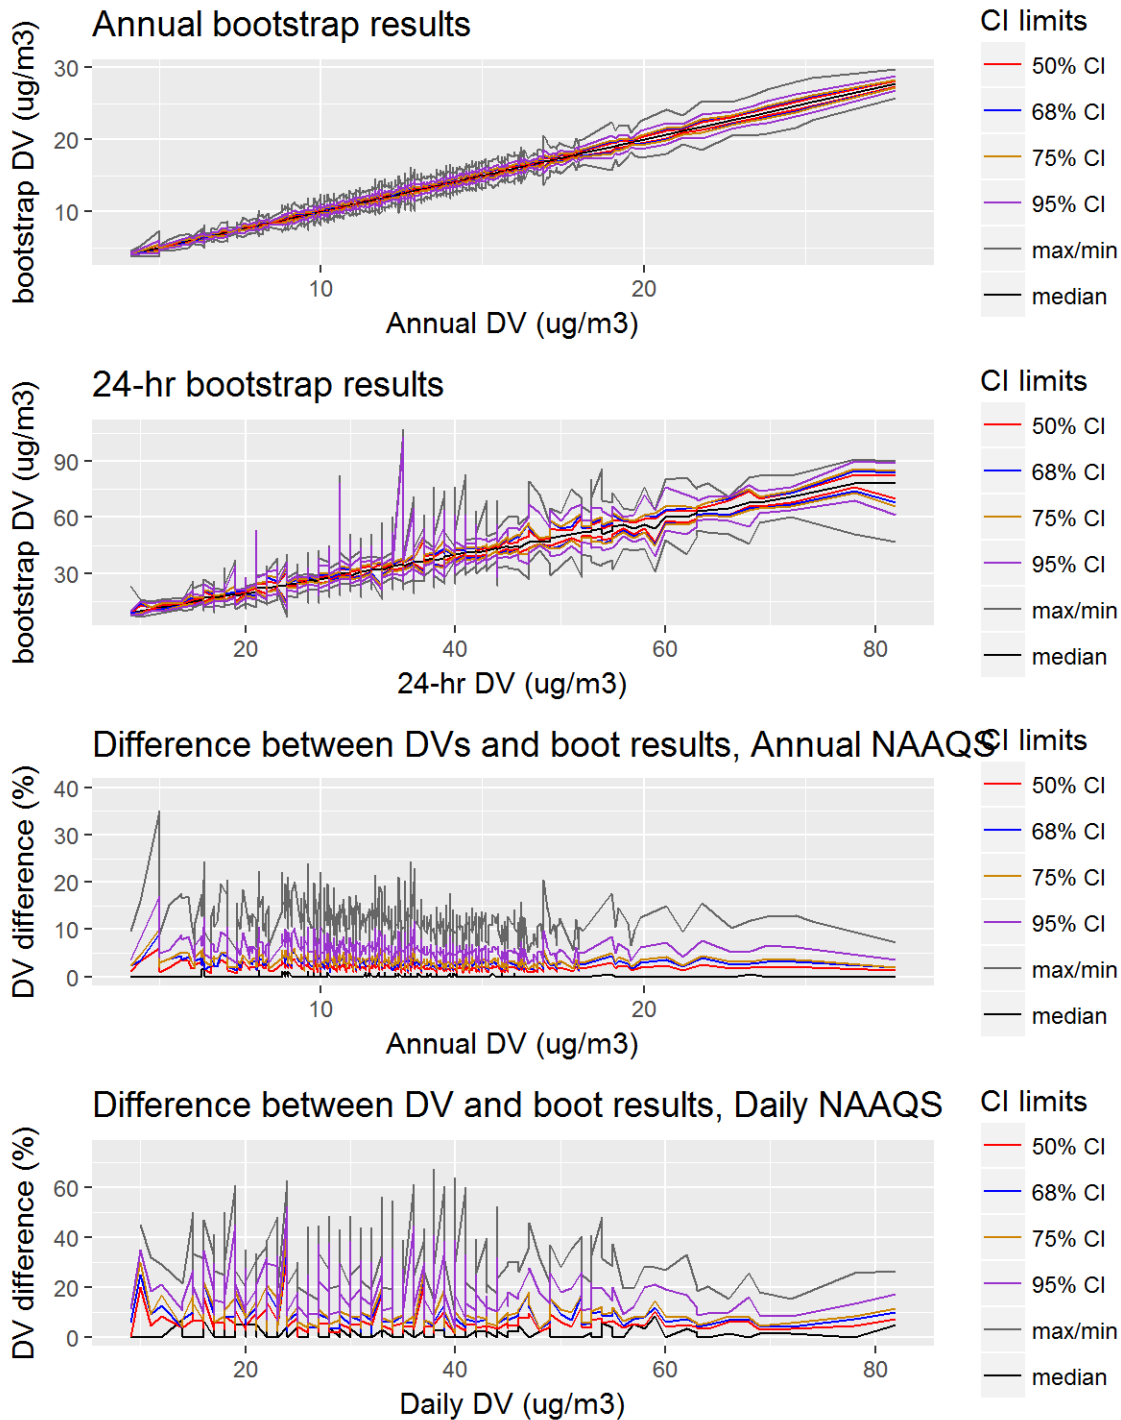 Annual bootstrap results
bootstrap DV (ug/m3)
30
20
10
10
20
Annual DV (ug/m3)
CI limits
50% CI
68% CI
75% CI
95% CI
max/min
median
24-hr bootstrap results
bootstrap DV (ug/m3)
90
60
30
20
40
60
80
24-hr DV (ug/m3)
CI limits
50% CI
68% CI
75% CI
95% CI
max/min
median
Difference between DVs and boot results, Annual NAAQS
DV difference (%)
40
30
20
10
0
10
20
Annual DV (ug/m3)
CI limits
50% CI
68% CI
75% CI
95% CI
max/min
median
Difference between DV and boot results, Daily NAAQS
DV difference (%)
60
40
20
0
20
40
60
80
Daily DV (ug/m3)
CI limits
50% CI
68% CI
75% CI
95% CI
max/min
median